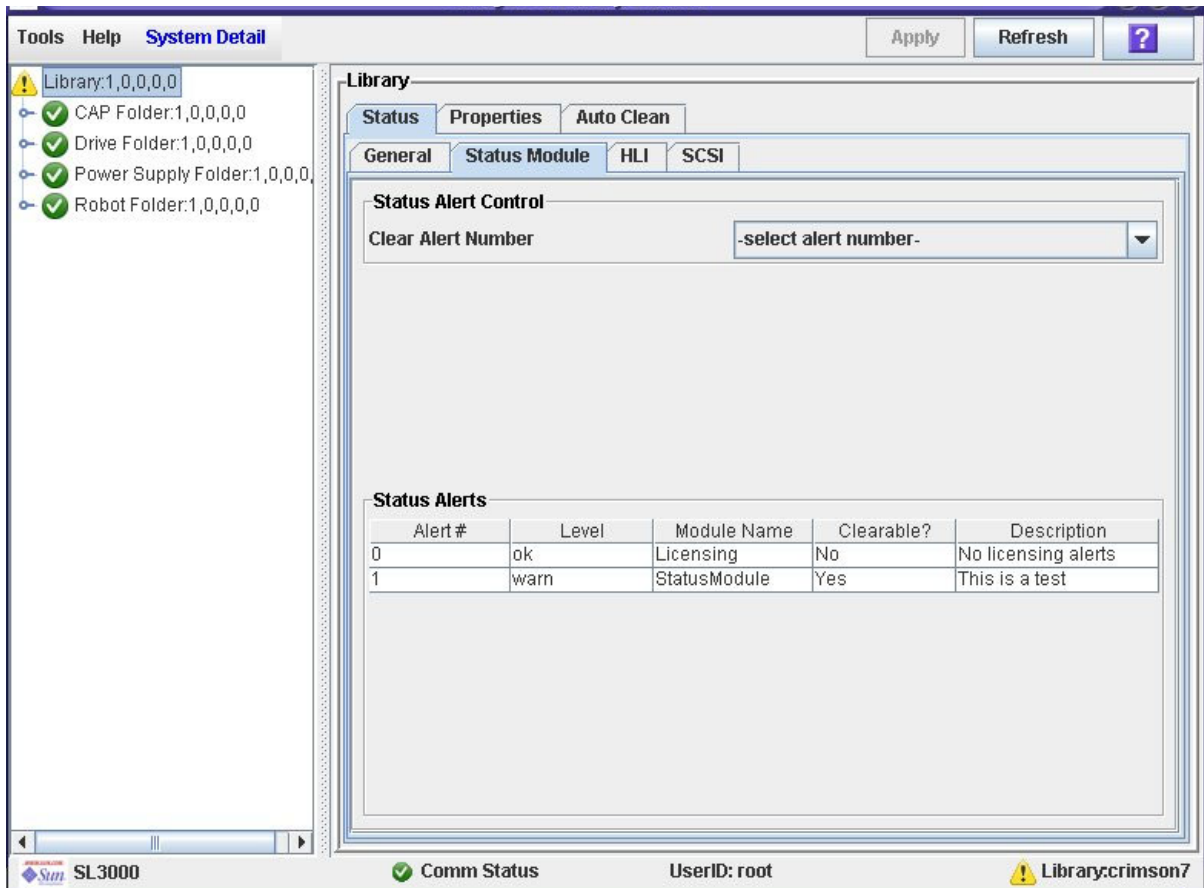 Tools Help System Detail
Apply Refresh ?
Library:1,0,0,0,0
CAP Folder:1,0,0,0,0
Drive Folder:1,0,0,0,0
Power Supply Folder:1,0,0,0,
Robot Folder:1,0,0,0,0
Library
Status Properties Auto Clean
General Status Module HLI SCSI
Status Alert Control
Clear Alert Number -select alert number-
Status Alerts
Alert # Level Module Name Clearable? Description
0 ok Licensing No No licensing alerts
1 warn StatusModule Yes This is a test
Sun SL3000 Comm Status UserID: root Library:crimson7